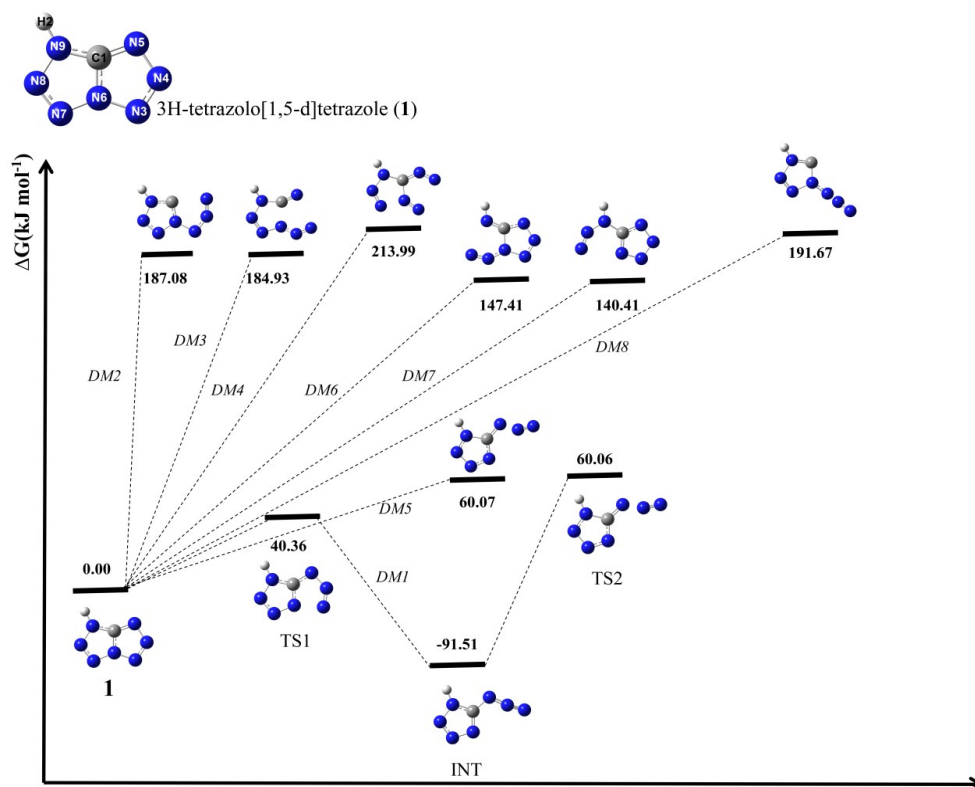 H2
N9
C1
N5
N8
N4
N6
N7
N3
3H-tetrazolo[1,5-d]tetrazole (1)
ΔG(kJ mol-1)
187.08
184.93
213.99
147.41
140.41
191.67
DM2
DM3
DM4
DM6
DM7
DM8
60.07
60.06
DM5
TS2
0.00
40.36
DM1
TS1
1
-91.51
INT